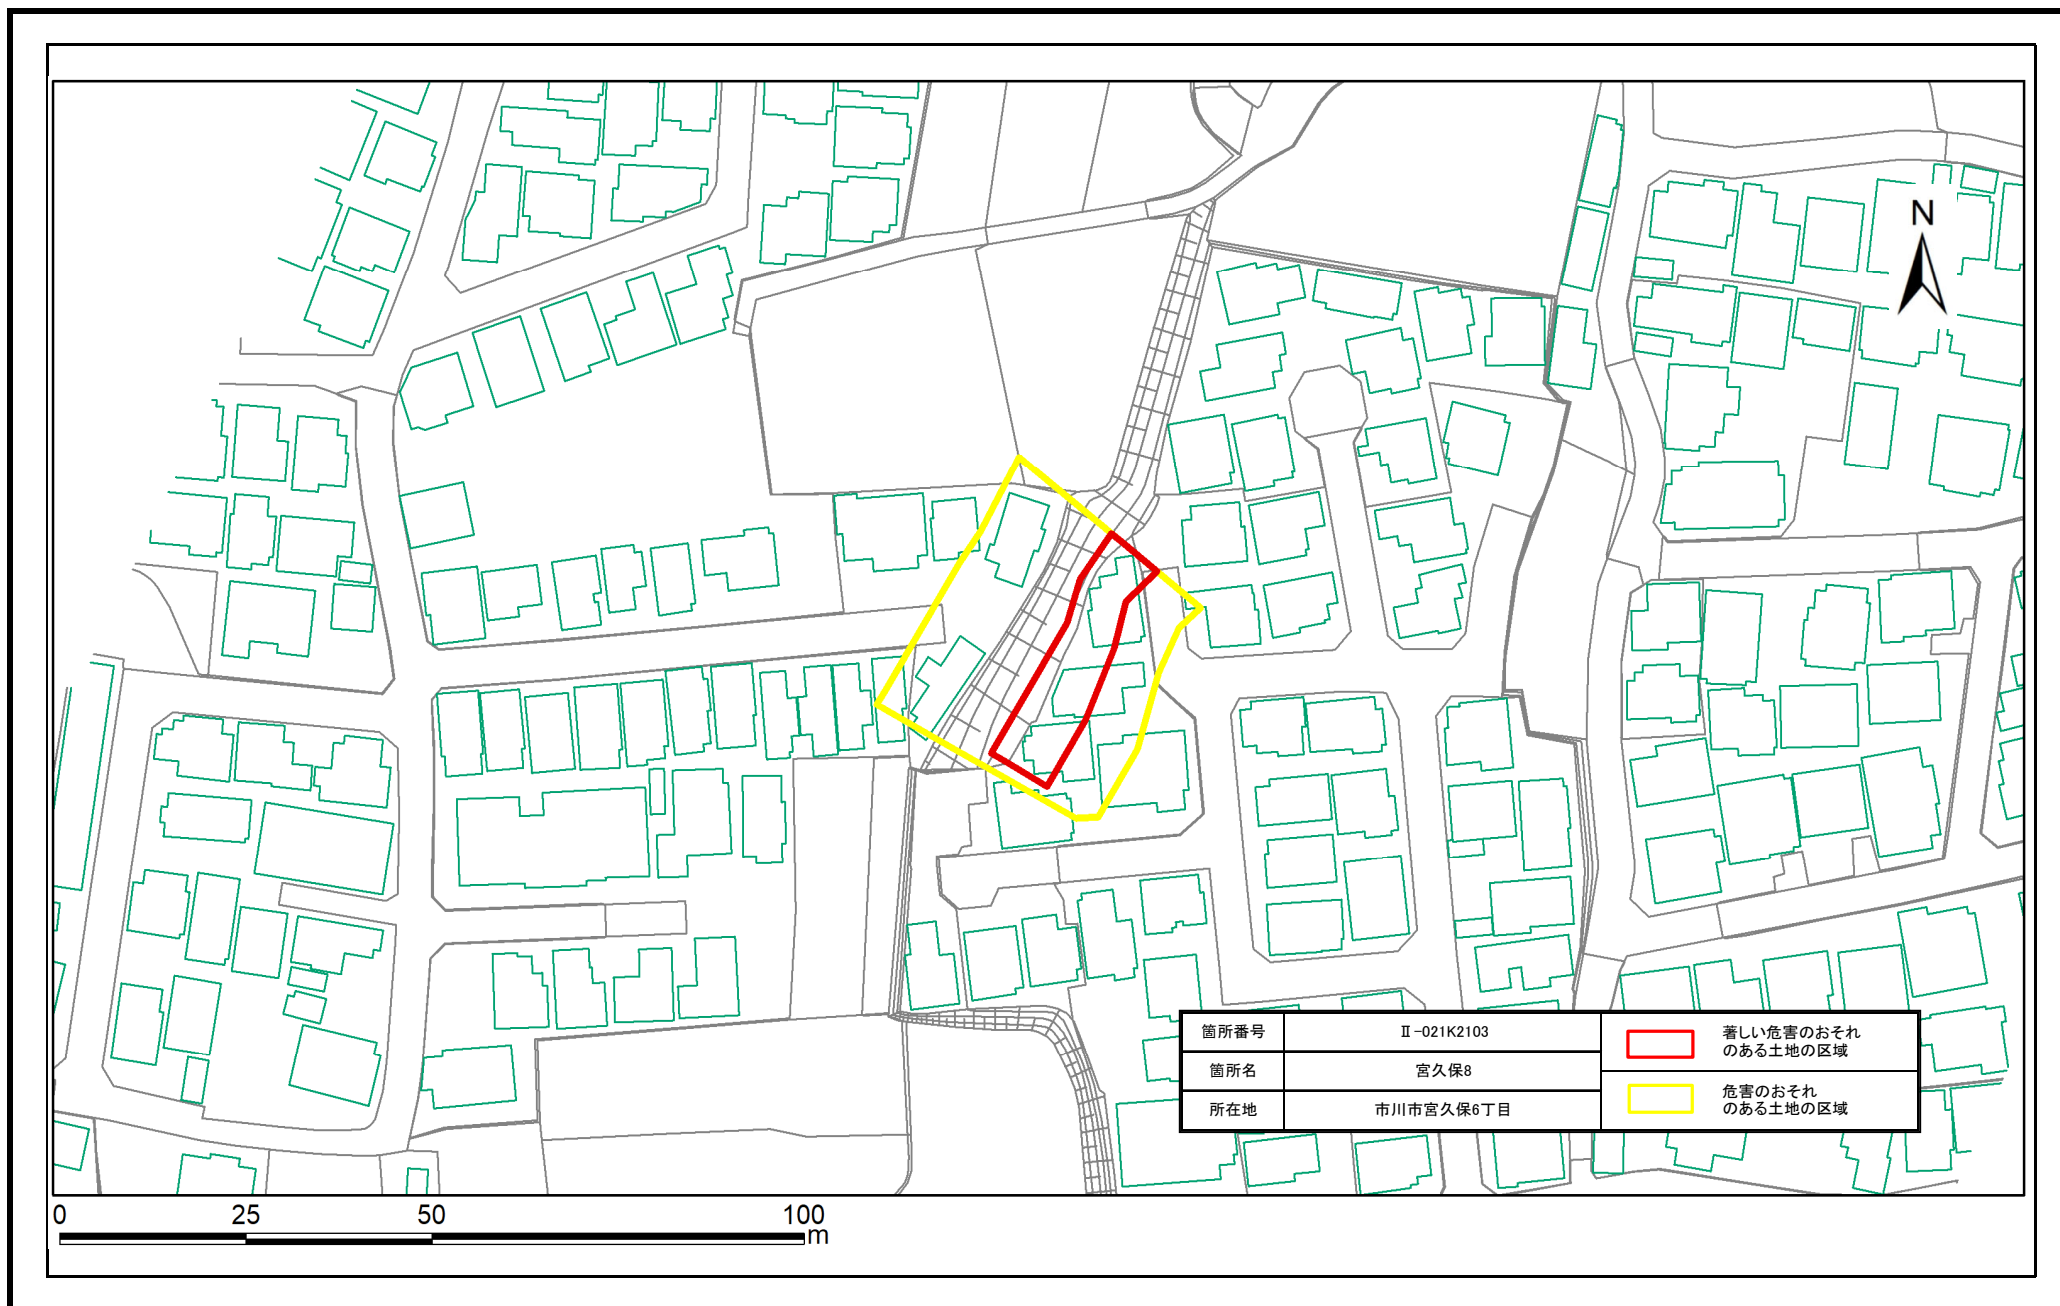 N
箇所番号 Ⅱ-021K2103
箇所名 宮久保8
所在地 市川市宮久保6丁目
著しい危害のおそれ
のある土地の区域
危害のおそれ
のある土地の区域
0 25 50 100
m